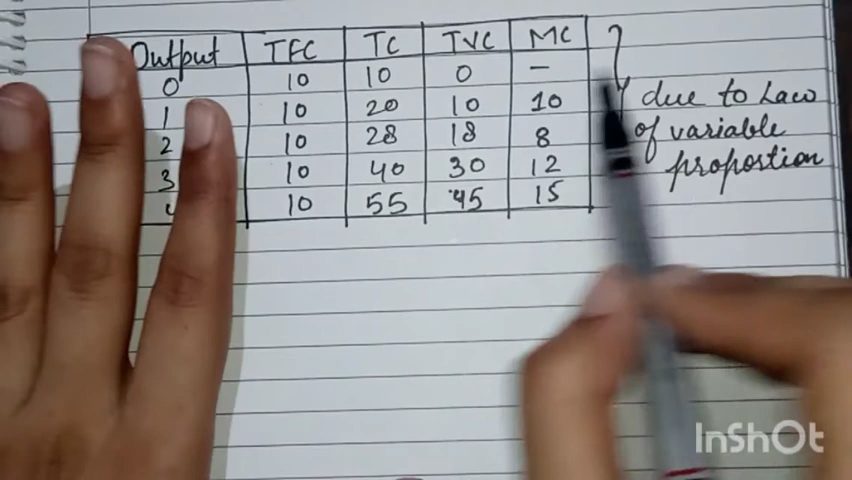 Output TFC TC TVC MC
0 10 10 0 –
1 10 20 10 10 due to Law
2 10 28 18 8 of variable
3 10 40 30 12 proportion
4 10 55 45 15
InShOt